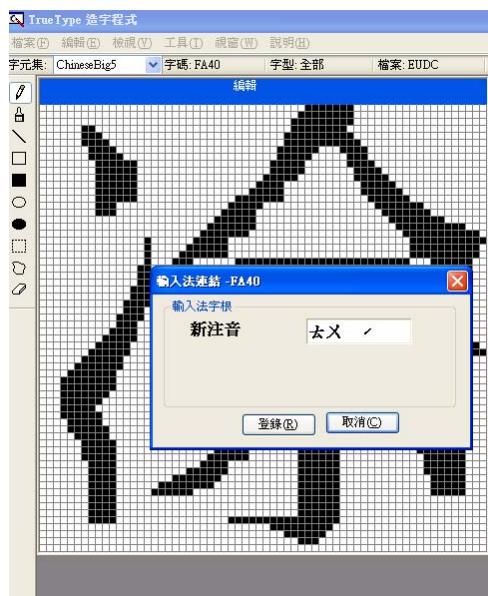 TrueType 造字程式
檔案(F) 編輯(E) 檢視(V) 工具(T) 視窗(W) 說明(H)
字元集: ChineseBig5 字碼: FA40 字型: 全部 檔案: EUDC
編輯
輸入法連結 -FA40
輸入法字根
新注音 ㄊㄨ ˊ
登錄(R) 取消(C)